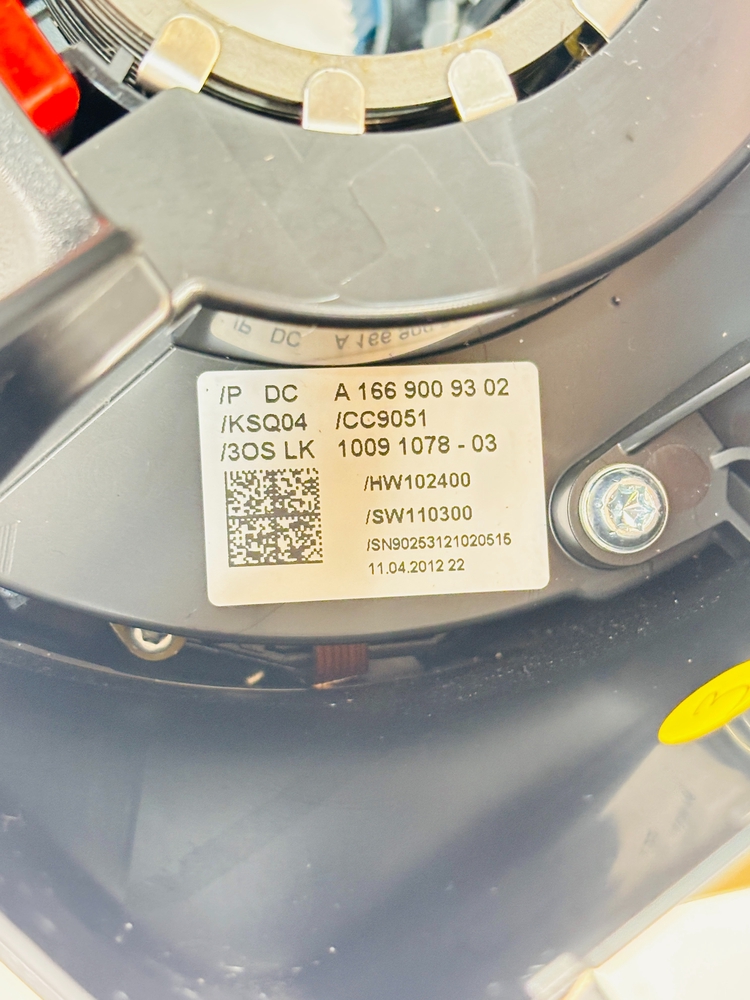 /P DC A 166 900 93 02
/KSQ04 /CC9051
/3OS LK 1009 1078 - 03
/HW102400
/SW110300
/SN90253121020515
11.04.2012 22